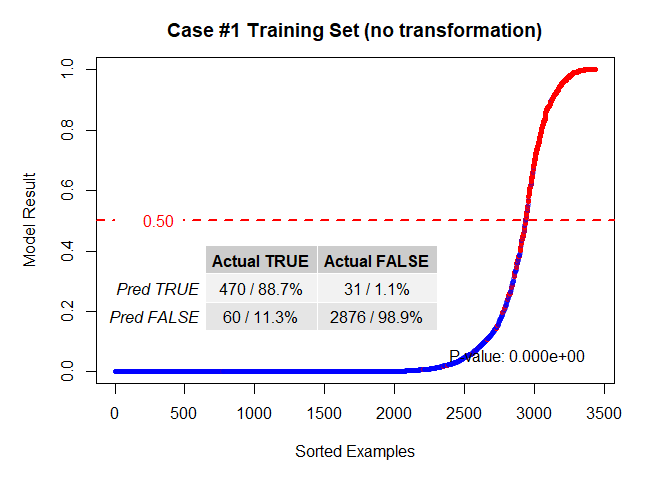 Case #1 Training Set (no transformation)
Model Result
1.0
0.8
0.6
0.4
0.2
0.0
0.50
Actual TRUE Actual FALSE
Pred TRUE 470 / 88.7% 31 / 1.1%
Pred FALSE 60 / 11.3% 2876 / 98.9%
P value: 0.000e+00
0 500 1000 1500 2000 2500 3000 3500
Sorted Examples